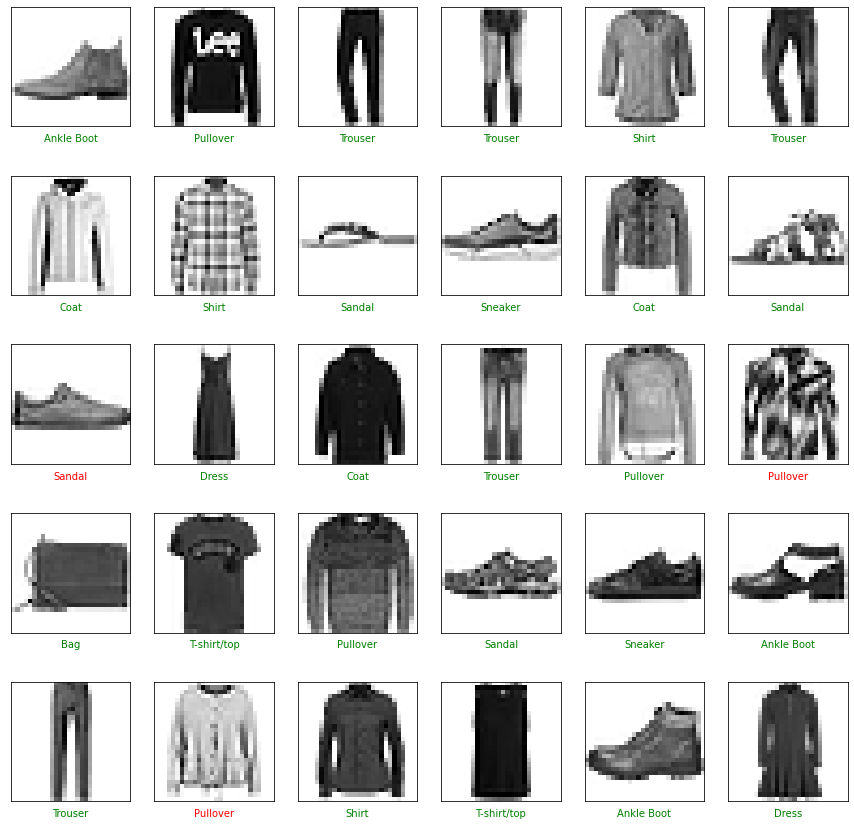 Lee
Ankle Boot
Pullover
Trouser
Trouser
Shirt
Trouser
Coat
Shirt
Sandal
Sneaker
Coat
Sandal
Sandal
Dress
Coat
Trouser
Pullover
Pullover
Bag
T-shirt/top
Pullover
Sandal
Sneaker
Ankle Boot
Trouser
Pullover
Shirt
T-shirt/top
Ankle Boot
Dress